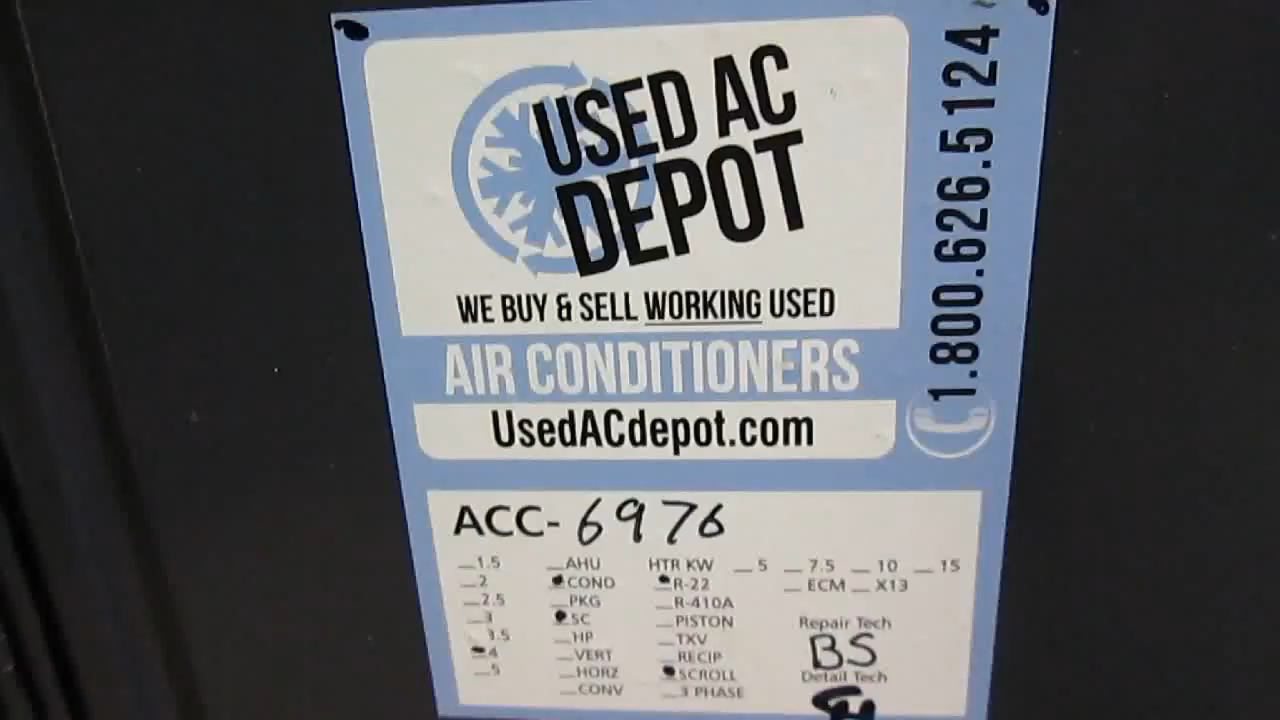 USED AC
DEPOT
WE BUY & SELL WORKING USED
AIR CONDITIONERS
UsedACdepot.com
1.800.626.5124
ACC-6976
1.5 AHU HTR KW 5 7.5 10 15
2 COND R-22 ECM X13
2.5 PKG R-410A
3 SC PISTON Repair Tech
3.5 HP TXV BS
4 VERT RECIP
5 HORZ SCROLL Detail Tech
CONV 3 PHASE